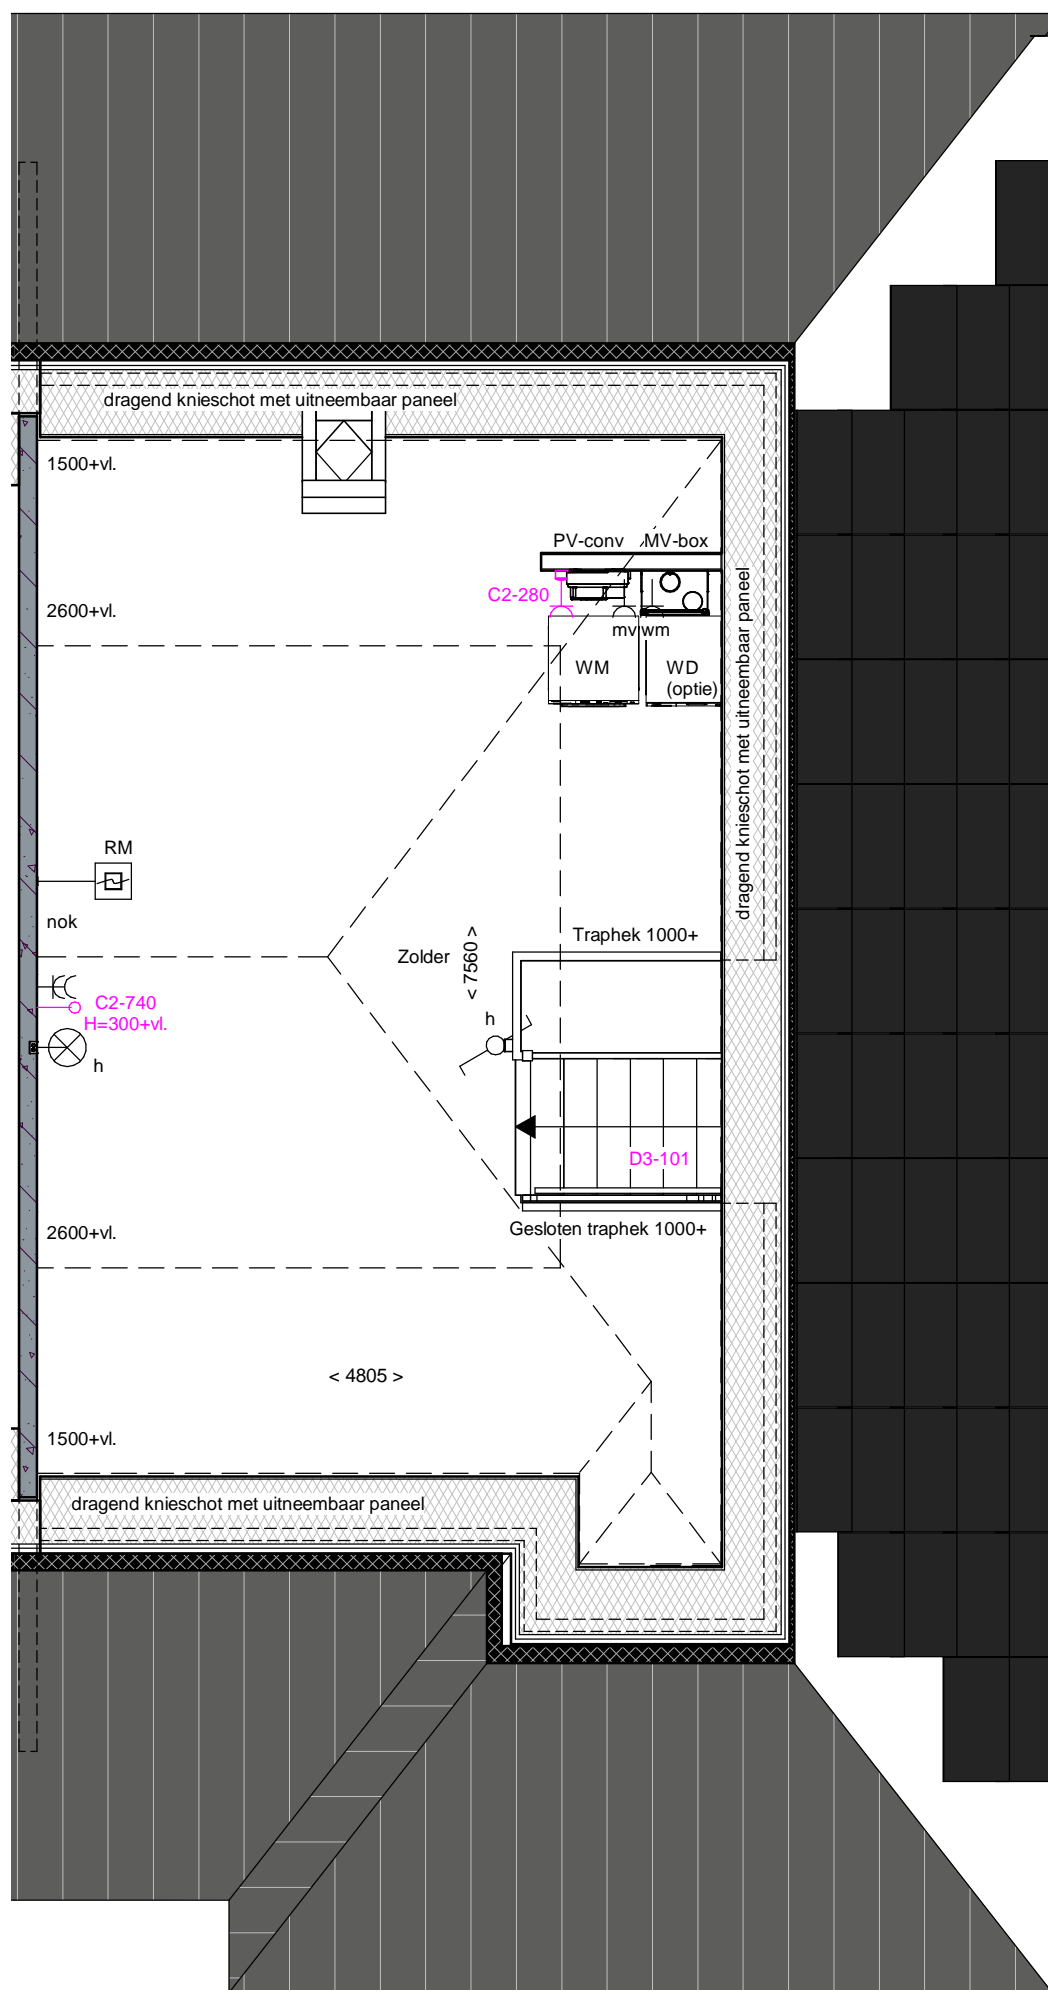 dragend knieschot met uitneembaar paneel
1500+vl.
PV-conv
MV-box
C2-280
2600+vl.
mv
wm
WM
WD
(optie)
dragend knieschot met uitneembaar paneel
RM
nok
Traphek 1000+
Zolder
< 7560 >
C2-740
H=300+vl.
h
h
D3-101
2600+vl.
Gesloten traphek 1000+
< 4805 >
1500+vl.
dragend knieschot met uitneembaar paneel